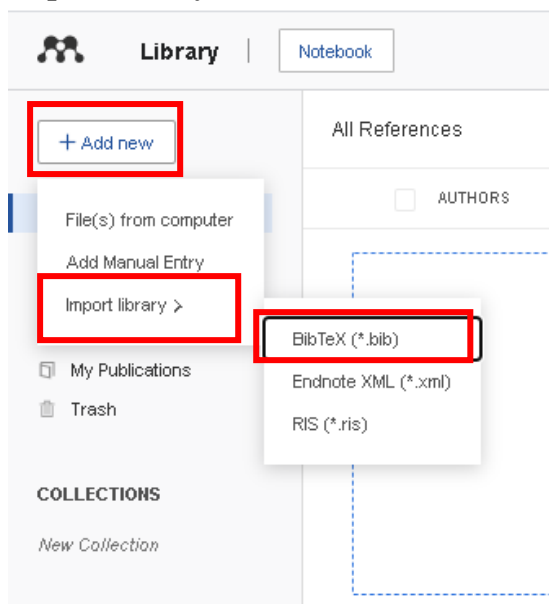 Library
Notebook
+ Add new
All References
AUTHORS
File(s) from computer
Add Manual Entry
Import library >
BibTeX (*.bib)
Endnote XML (*.xml)
RIS (*.ris)
My Publications
Trash
COLLECTIONS
New Collection